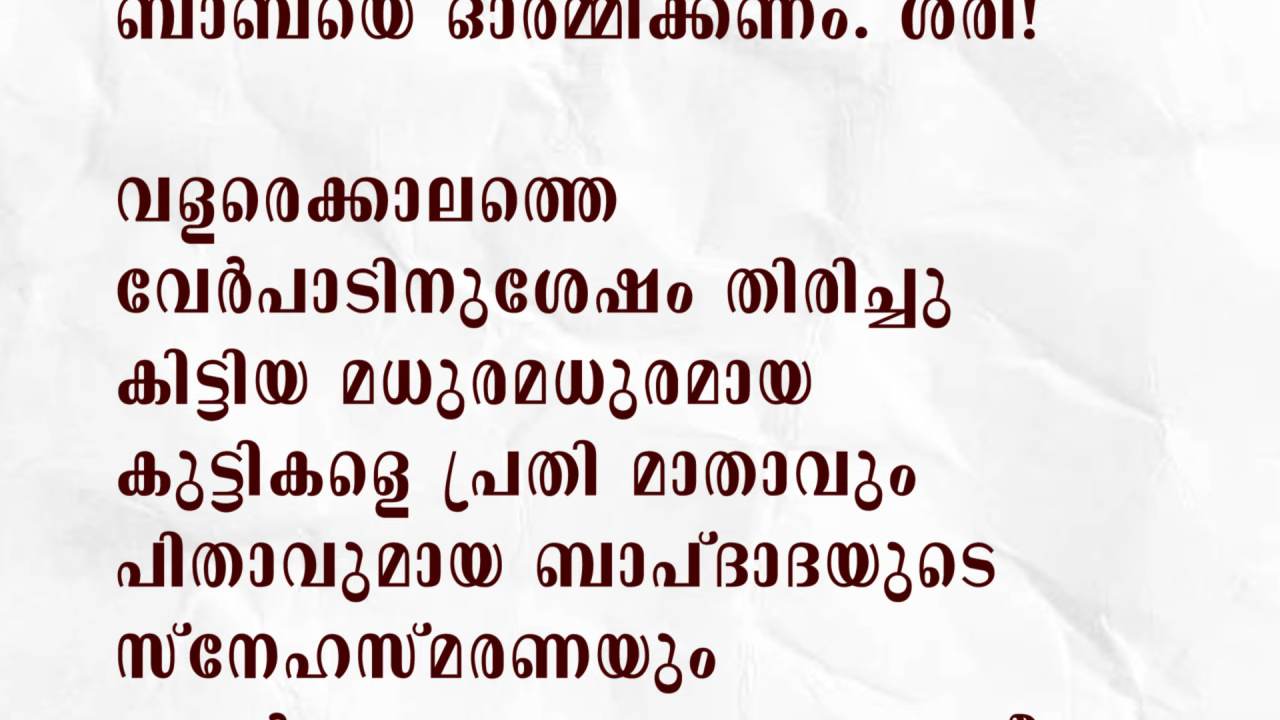 ബാബയെ ഓർമ്മിക്കണം. ശരി!
വളരെക്കാലത്തെ
വേർപാടിനുശേഷം തിരിച്ചു
കിട്ടിയ മധുരമധുരമായ
കുട്ടികളെ പ്രതി മാതാവും
പിതാവുമായ ബാപ്ദാദയുടെ
സ്നേഹസ്മരണയും